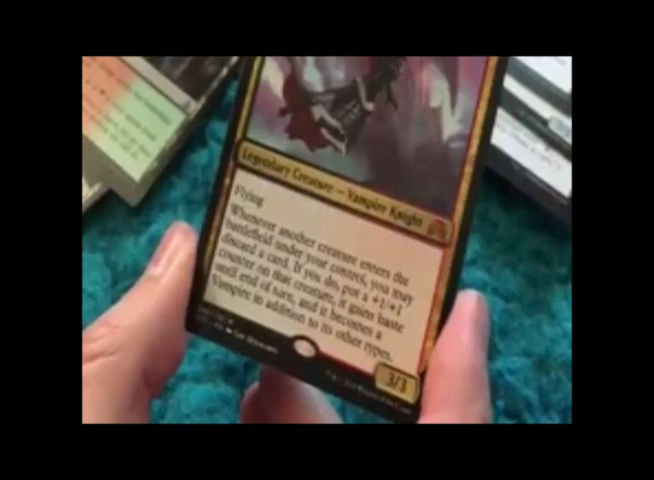 Legendary Creature — Vampire Knight
Flying
Whenever another creature enters the
battlefield under your control, you may
discard a card. If you do, put a +1/+1
counter on that creature, it gains haste
until end of turn, and it becomes a
Vampire in addition to its other types.
3/3